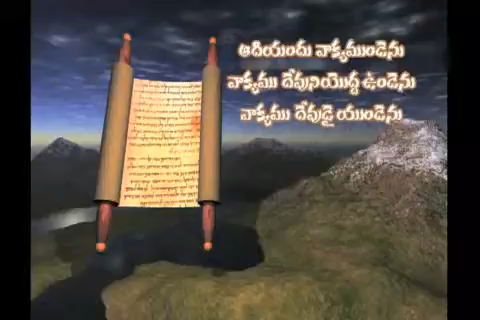 ఆదియందు వాక్యముండెను
వాక్యము దేవునియొద్ద ఉండెను
వాక్యము దేవుడై యుండెను